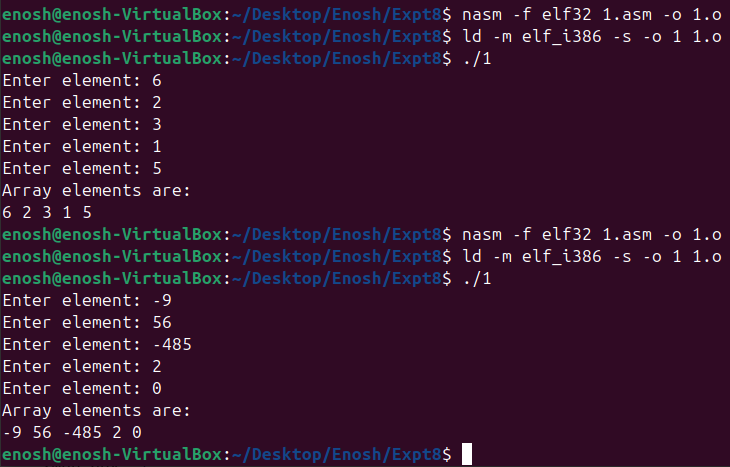 enosh@enosh-VirtualBox:~/Desktop/Enosh/Expt8$ nasm -f elf32 1.asm -o 1.o
enosh@enosh-VirtualBox:~/Desktop/Enosh/Expt8$ ld -m elf_i386 -s -o 1 1.o
enosh@enosh-VirtualBox:~/Desktop/Enosh/Expt8$ ./1
Enter element: 6
Enter element: 2
Enter element: 3
Enter element: 1
Enter element: 5
Array elements are:
6 2 3 1 5
enosh@enosh-VirtualBox:~/Desktop/Enosh/Expt8$ nasm -f elf32 1.asm -o 1.o
enosh@enosh-VirtualBox:~/Desktop/Enosh/Expt8$ ld -m elf_i386 -s -o 1 1.o
enosh@enosh-VirtualBox:~/Desktop/Enosh/Expt8$ ./1
Enter element: -9
Enter element: 56
Enter element: -485
Enter element: 2
Enter element: 0
Array elements are:
-9 56 -485 2 0
enosh@enosh-VirtualBox:~/Desktop/Enosh/Expt8$